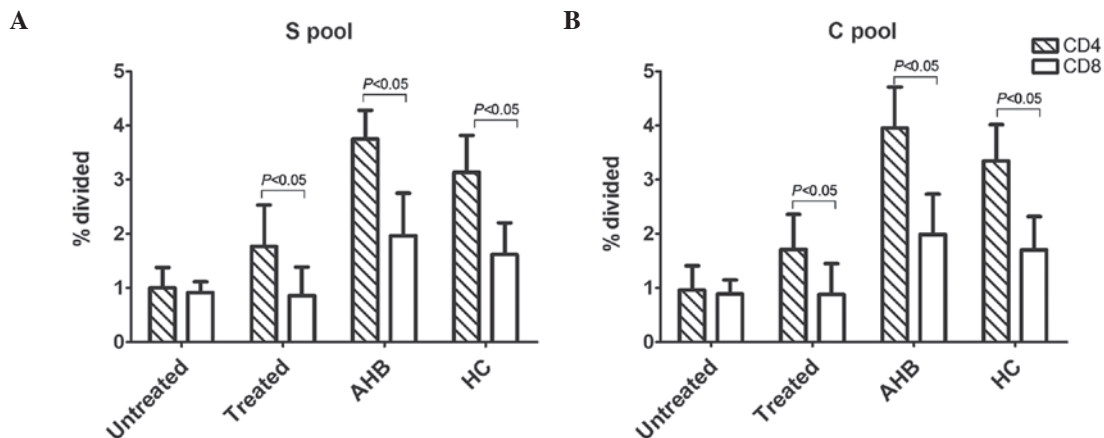 A
S pool
% divided
5
4
3
2
1
0
P<0.05
P<0.05
P<0.05
Untreated
Treated
AHB
HC
B
C pool
CD4
CD8
% divided
5
4
3
2
1
0
P<0.05
P<0.05
P<0.05
Untreated
Treated
AHB
HC